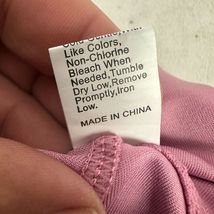 Like Colors,
Non-Chlorine
Bleach When
Needed,Tumble
Dry Low,Remove
Promptly,Iron
Low.
MADE IN CHINA